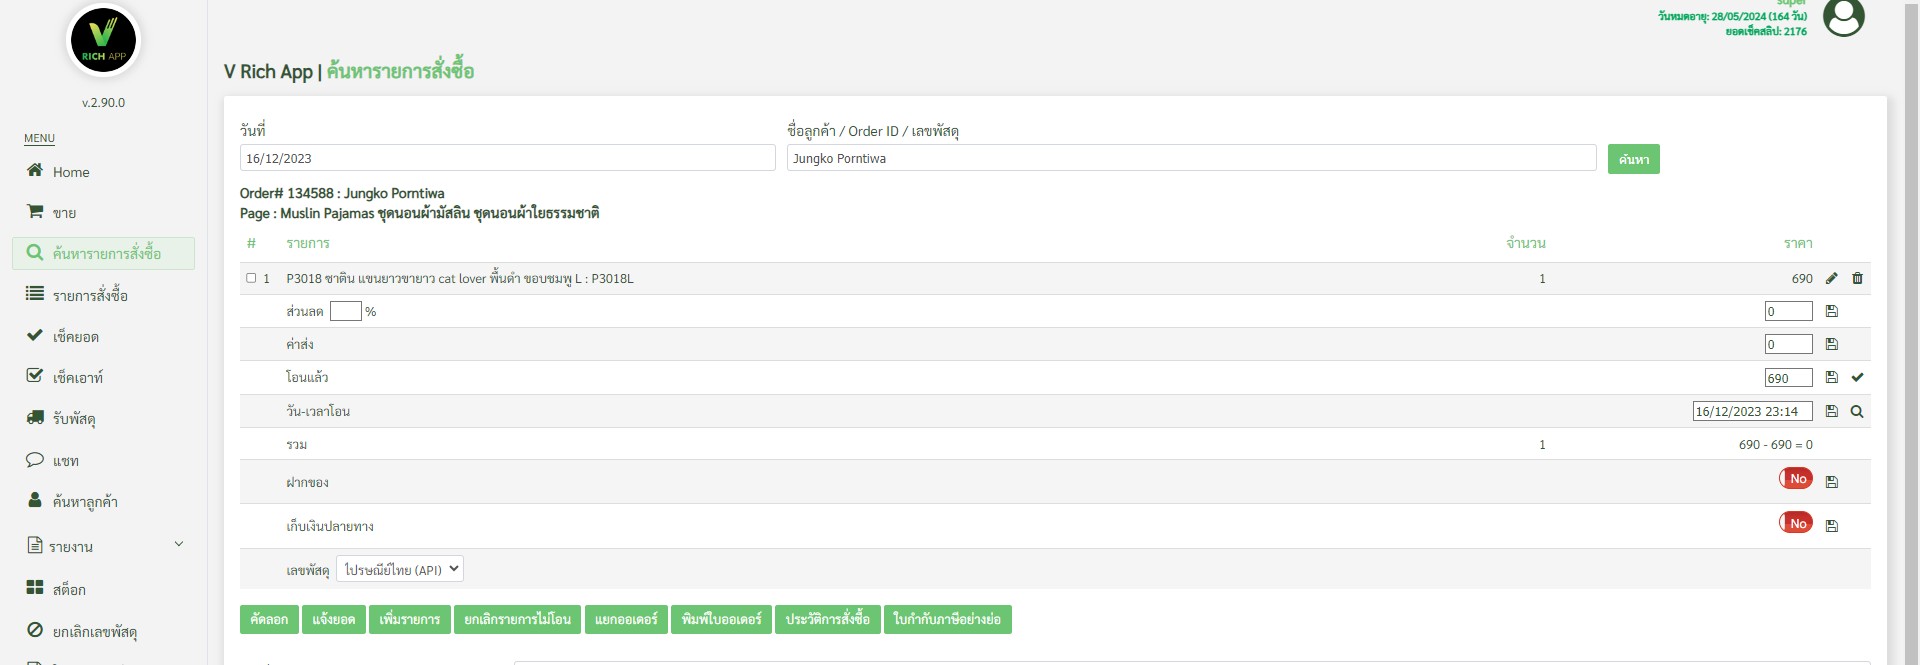 super
วันหมดอายุ: 28/05/2024 (164 วัน)
ยอดเช็คสลิป: 2176
V
RICH APP
v.2.90.0
MENU
Home
ขาย
ค้นหารายการสั่งซื้อ
รายการสั่งซื้อ
เช็คยอด
เช็คเอาท์
รับพัสดุ
แชท
ค้นหาลูกค้า
รายงาน
สต็อก
ยกเลิกเลขพัสดุ
V Rich App | ค้นหารายการสั่งซื้อ
วันที่ ชื่อลูกค้า / Order ID / เลขพัสดุ
16/12/2023 Jungko Porntiwa ค้นหา
Order# 134588 : Jungko Porntiwa
Page : Muslin Pajamas ชุดนอนผ้ามัสลิน ชุดนอนผ้าใยธรรมชาติ
# รายการ จำนวน ราคา
1 P3018 ซาติน แขนยาวขายาว cat lover พื้นดำ ขอบชมพู L : P3018L 1 690
ส่วนลด % 0
ค่าส่ง 0
โอนแล้ว 690
วัน-เวลาโอน 16/12/2023 23:14
รวม 1 690 - 690 = 0
ฝากของ No
เก็บเงินปลายทาง No
เลขพัสดุ ไปรษณีย์ไทย (API)
คัดลอก แจ้งยอด เพิ่มรายการ ยกเลิกรายการไม่โอน แยกออเดอร์ พิมพ์ใบออเดอร์ ประวัติการสั่งซื้อ ใบกำกับภาษีอย่างย่อ